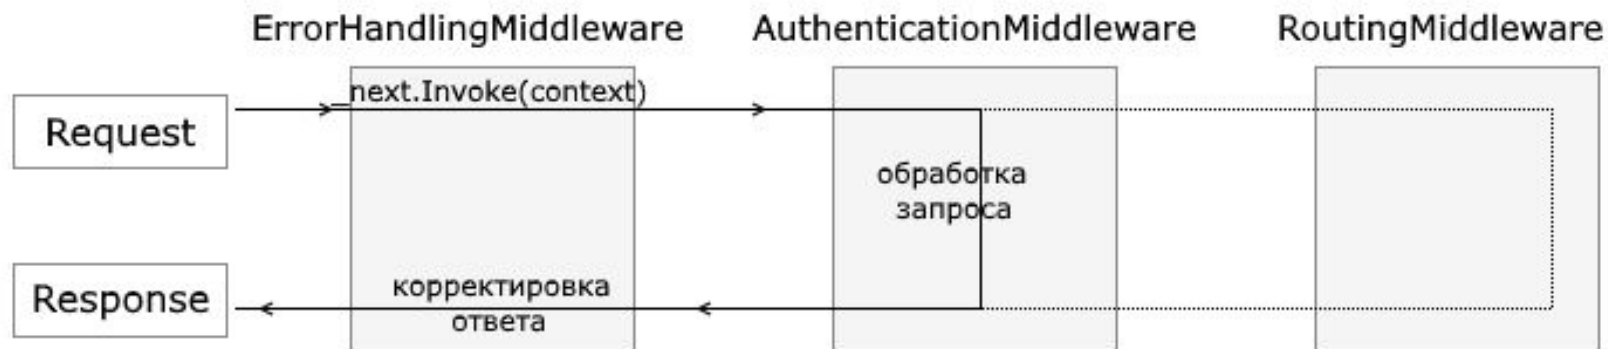 ErrorHandlingMiddleware AuthenticationMiddleware RoutingMiddleware
_next.Invoke(context)
Request
обработка
запроса
Response
корректировка
ответа